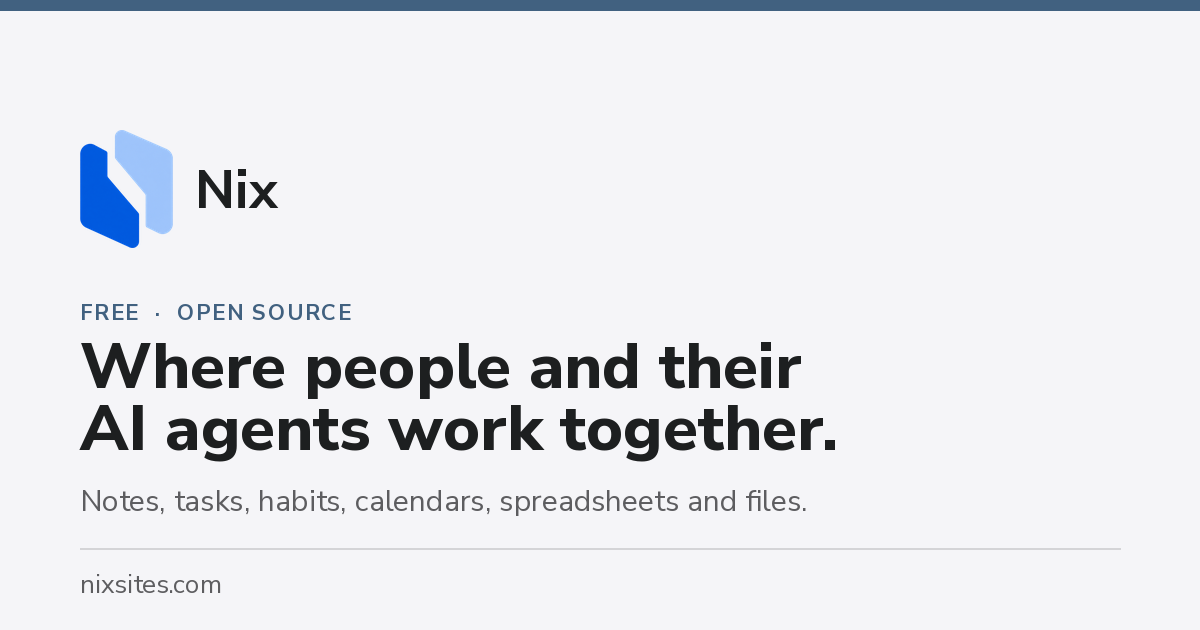 Nix
FREE · OPEN SOURCE
Where people and their
AI agents work together.
Notes, tasks, habits, calendars, spreadsheets and files.
nixsites.com